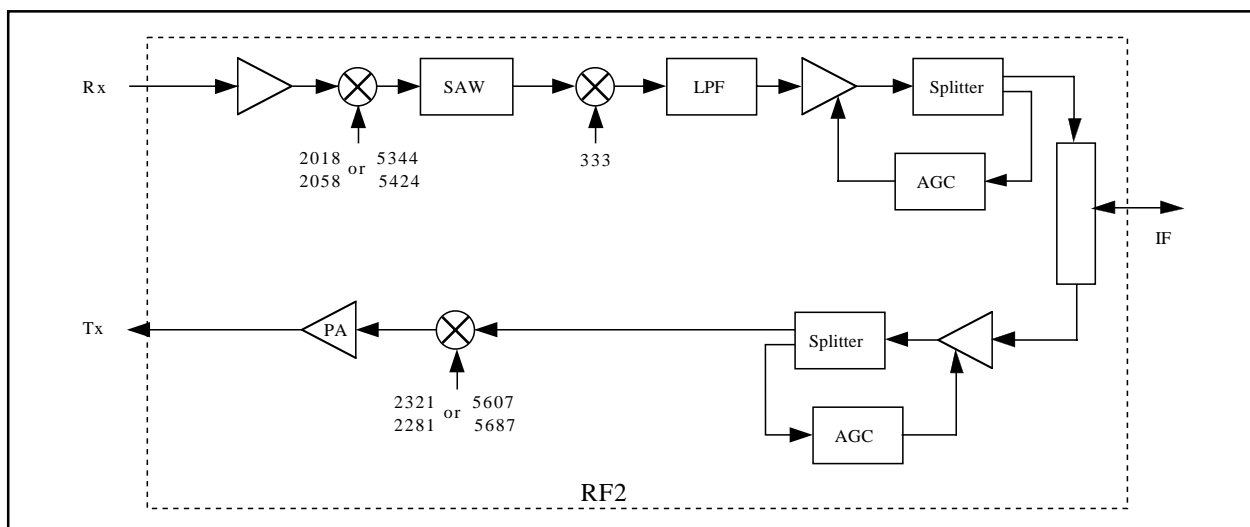 Rx
SAW
LPF
Splitter
2018 or 5344
2058 5424
333
AGC
IF
Tx
PA
Splitter
2321 or 5607
2281 5687
AGC
RF2